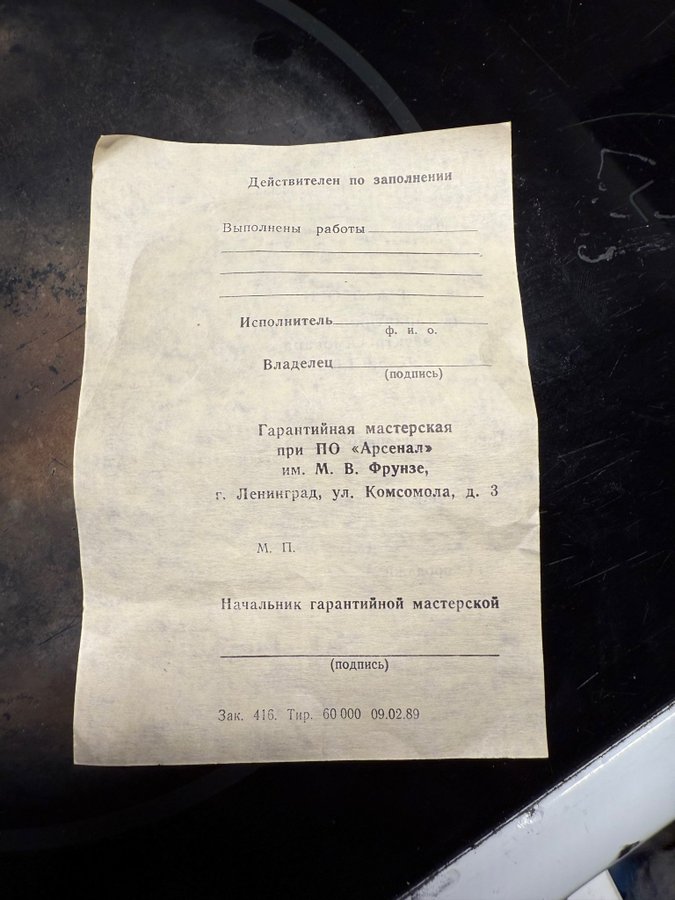 Действителен по заполнении
Выполнены работы
Исполнитель
ф. и. о.
Владелец
(подпись)
Гарантийная мастерская
при ПО «Арсенал»
им. М. В. Фрунзе,
г. Ленинград, ул. Комсомола, д. 3
М. П.
Начальник гарантийной мастерской
(подпись)
Зак. 416. Тир. 60 000 09.02.89